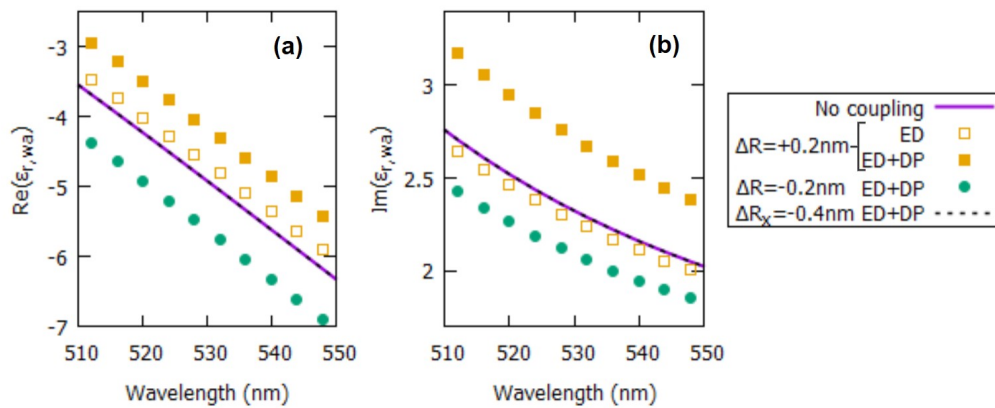 (a)
-3
-4
-5
-6
-7
Re(εr,wa)
510 520 530 540 550
Wavelength (nm)
(b)
3
2.5
2
Im(εr,wa)
510 520 530 540 550
Wavelength (nm)
No coupling
ΔR=+0.2nm ED
ED+DP
ΔR=-0.2nm ED+DP
ΔRx=-0.4nm ED+DP